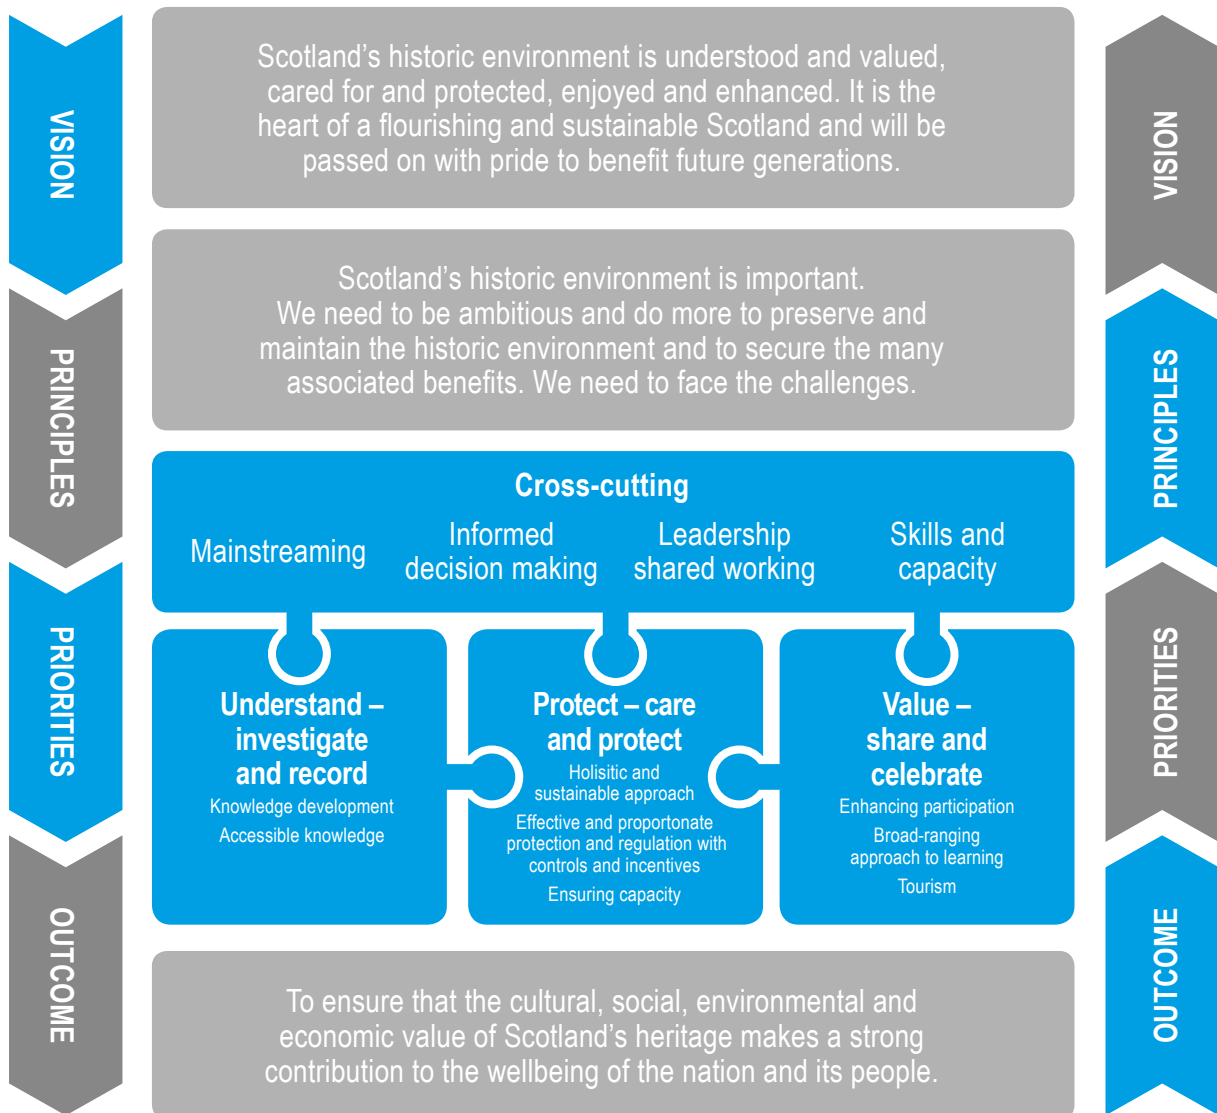 VISION
Scotland’s historic environment is understood and valued,
cared for and protected, enjoyed and enhanced. It is the
heart of a flourishing and sustainable Scotland and will be
passed on with pride to benefit future generations.
VISION
PRINCIPLES
Scotland’s historic environment is important.
We need to be ambitious and do more to preserve and
maintain the historic environment and to secure the many
associated benefits. We need to face the challenges.
PRINCIPLES
Cross-cutting
Mainstreaming
Informed
decision making
Leadership
shared working
Skills and
capacity
PRIORITIES
Understand –
investigate
and record
Knowledge development
Accessible knowledge
Protect – care
and protect
Holisitic and
sustainable approach
Effective and proportonate
protection and regulation with
controls and incentives
Ensuring capacity
Value –
share and
celebrate
Enhancing participation
Broad-ranging
approach to learning
Tourism
PRIORITIES
OUTCOME
To ensure that the cultural, social, environmental and
economic value of Scotland’s heritage makes a strong
contribution to the wellbeing of the nation and its people.
OUTCOME